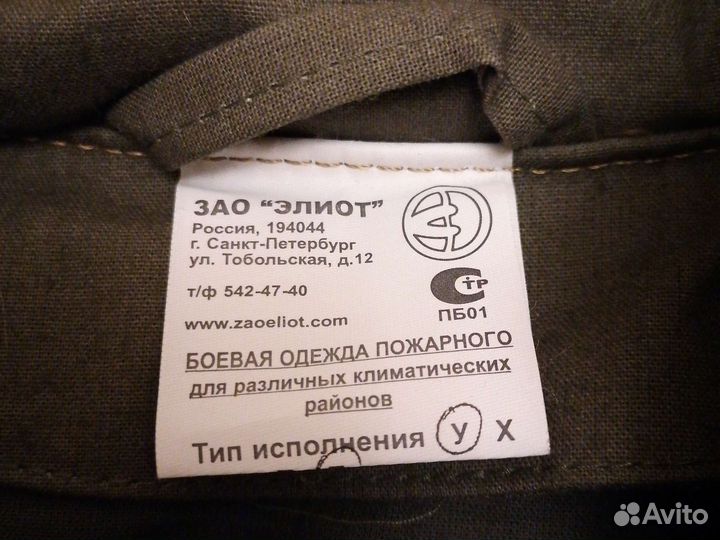 ЗАО “ЭЛИОТ”
Россия, 194044
г. Санкт-Петербург
ул. Тобольская, д.12
т/ф 542-47-40
www.zaoeliot.com
СТР
ПБ01
БОЕВАЯ ОДЕЖДА ПОЖАРНОГО
для различных климатических
районов
Тип исполнения У Х
Avito